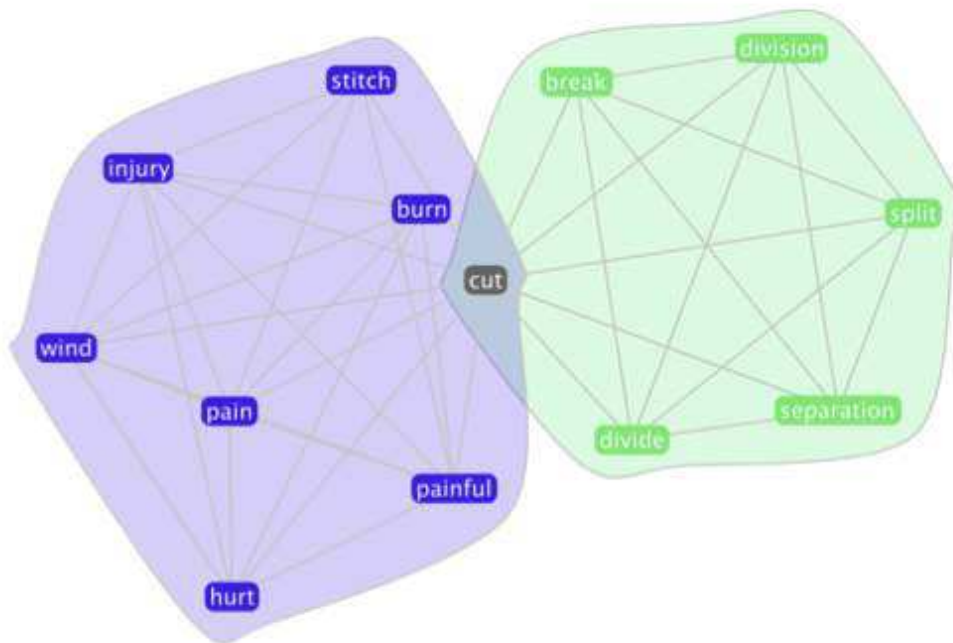 division
break
stitch
injury
burn
split
cut
wind
pain
separation
divide
painful
hurt